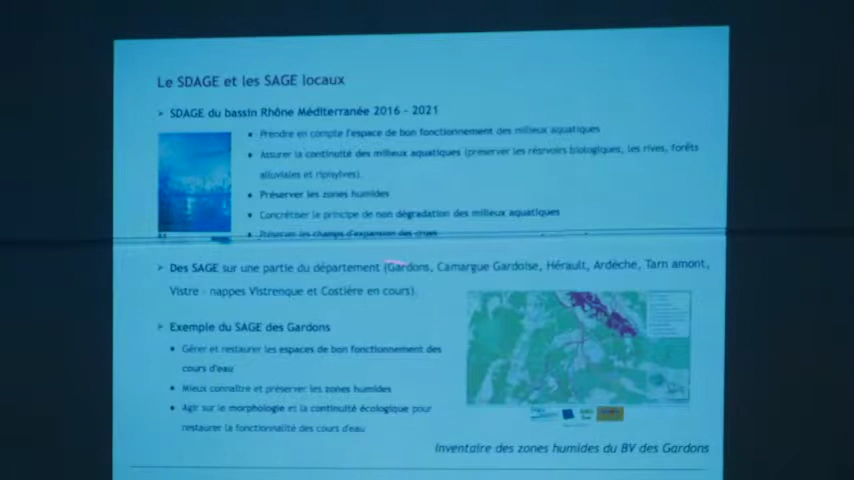 Le SDAGE et les SAGE locaux
➢ SDAGE du bassin Rhône Méditerranée 2016 - 2021
• Prendre en compte l'espace de bon fonctionnement des milieux aquatiques
• Assurer la continuité des milieux aquatiques (préserver les résrvoirs biologiques, les rives, forêts
alluviales et ripisylves).
• Préserver les zones humides
• Concrétiser le principe de non dégradation des milieux aquatiques
• Préserver les champs d'expansion des crues
➢ Des SAGE sur une partie du département (Gardons, Camargue Gardoise, Hérault, Ardèche, Tarn amont,
Vistre - nappes Vistrenque et Costière en cours).
➢ Exemple du SAGE des Gardons
• Gérer et restaurer les espaces de bon fonctionnement des
cours d'eau
• Mieux connaître et préserver les zones humides
• Agir sur le morphologie et la continuité écologique pour
restaurer la fonctionnalité des cours d'eau
Inventaire des zones humides du BV des Gardons